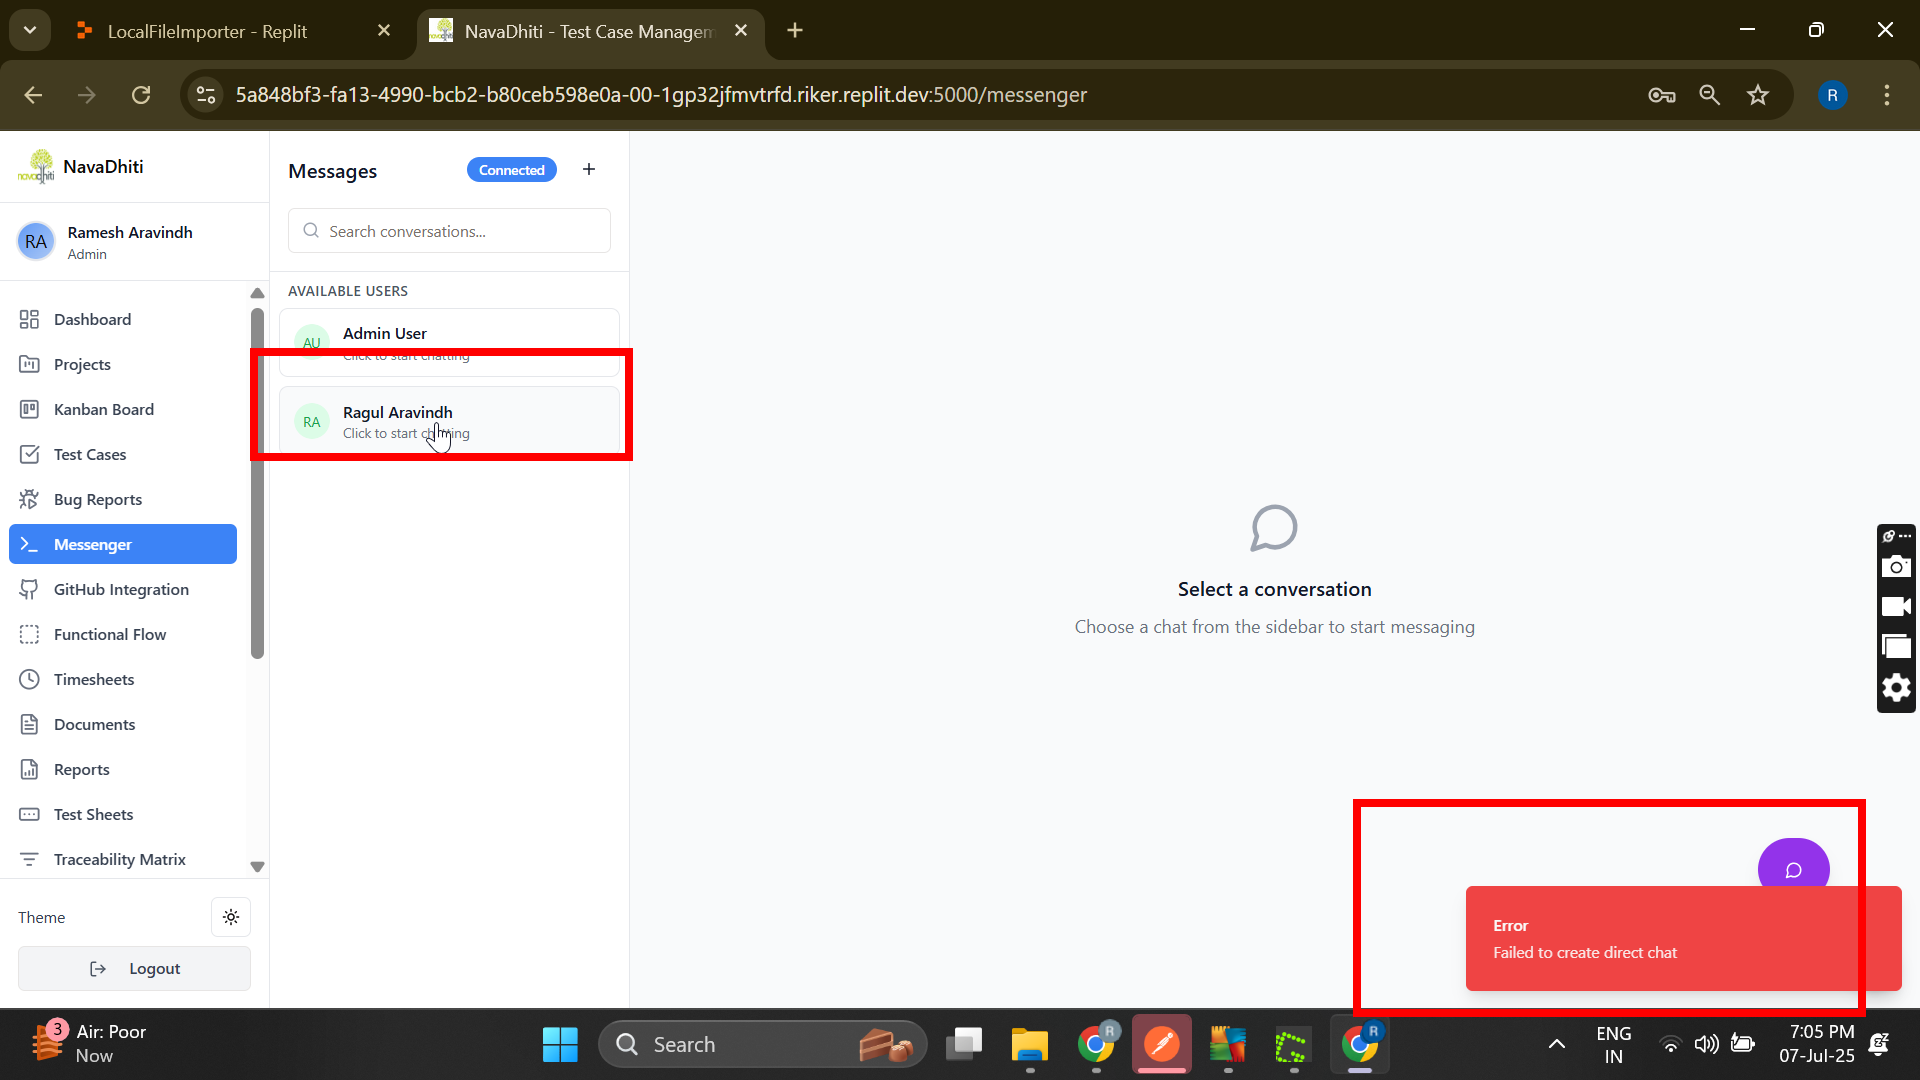 LocalFileImporter - Replit
NavaDhiti - Test Case Managem
5a848bf3-fa13-4990-bcb2-b80ceb598e0a-00-1gp32jfmvtrfd.riker.replit.dev:5000/messenger
R
NavaDhiti
RA
Ramesh Aravindh
Admin
Dashboard
Projects
Kanban Board
Test Cases
Bug Reports
Messenger
GitHub Integration
Functional Flow
Timesheets
Documents
Reports
Test Sheets
Traceability Matrix
Theme
Logout
Messages
Connected
Search conversations...
AVAILABLE USERS
AU
Admin User
Click to start chatting
RA
Ragul Aravindh
Click to start chatting
Select a conversation
Choose a chat from the sidebar to start messaging
Error
Failed to create direct chat
3
Air: Poor
Now
Search
R
R
ENG
IN
7:05 PM
07-Jul-25